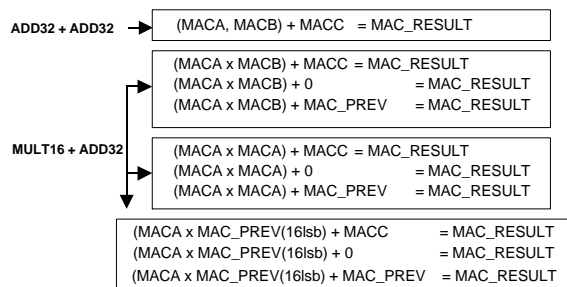 ADD32 + ADD32
(MACA, MACB) + MACC = MAC_RESULT
(MACA x MACB) + MACC = MAC_RESULT
(MACA x MACB) + 0 = MAC_RESULT
(MACA x MACB) + MAC_PREV = MAC_RESULT
MULT16 + ADD32
(MACA x MACA) + MACC = MAC_RESULT
(MACA x MACA) + 0 = MAC_RESULT
(MACA x MACA) + MAC_PREV = MAC_RESULT
(MACA x MAC_PREV(16lsb) + MACC = MAC_RESULT
(MACA x MAC_PREV(16lsb) + 0 = MAC_RESULT
(MACA x MAC_PREV(16lsb) + MAC_PREV = MAC_RESULT